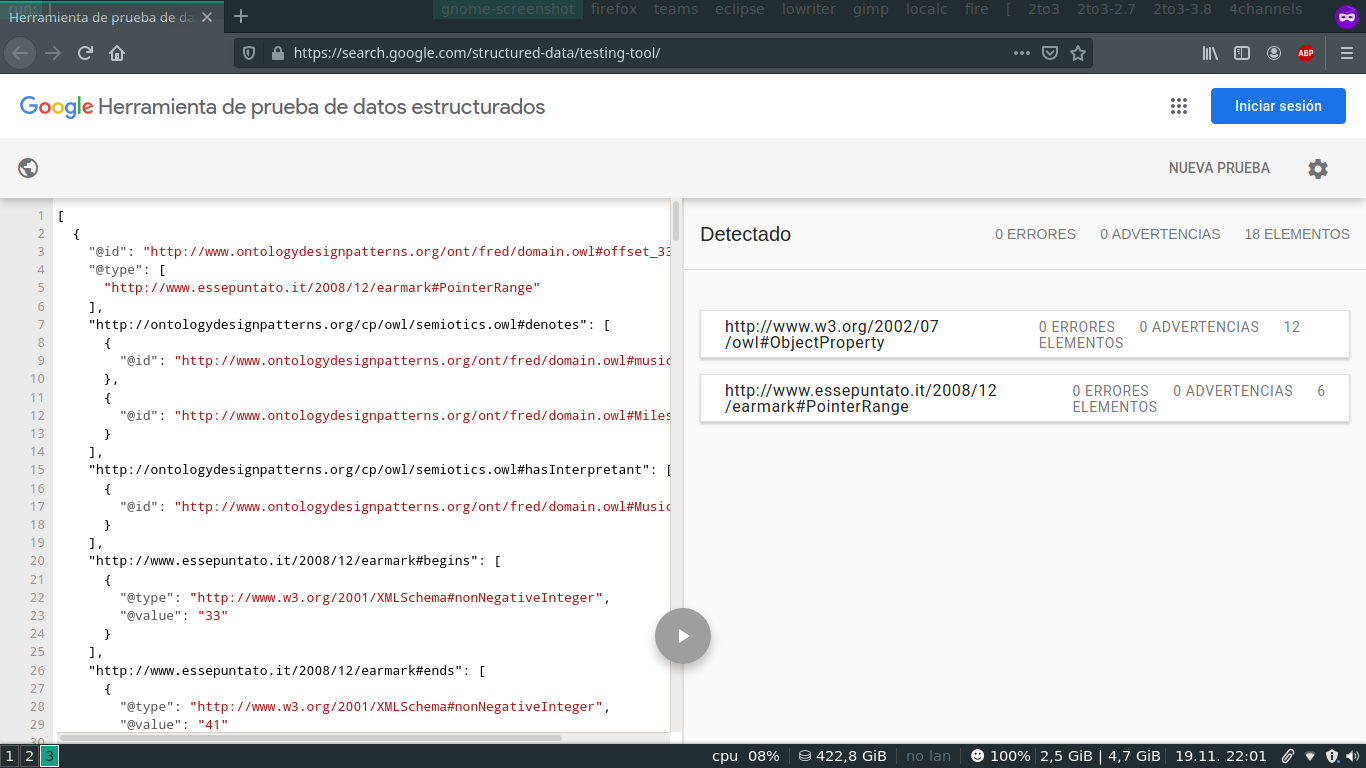 run: gnome-screenshot firefox teams eclipse lowriter gimp localc fire [ 2to3 2to3-2.7 2to3-3.8 4channels
Herramienta de prueba de da
https://search.google.com/structured-data/testing-tool/
ABP
Google Herramienta de prueba de datos estructurados
Iniciar sesión
NUEVA PRUEBA
1 [
2 {
3 "@id": "http://www.ontologydesignpatterns.org/ont/fred/domain.owl#offset_33
4 "@type": [
5 "http://www.essepuntato.it/2008/12/earmark#PointerRange"
6 ],
7 "http://ontologydesignpatterns.org/cp/owl/semiotics.owl#denotes": [
8 {
9 "@id": "http://www.ontologydesignpatterns.org/ont/fred/domain.owl#music
10 },
11 {
12 "@id": "http://www.ontologydesignpatterns.org/ont/fred/domain.owl#Miles
13 }
14 ],
15 "http://ontologydesignpatterns.org/cp/owl/semiotics.owl#hasInterpretant": [
16 {
17 "@id": "http://www.ontologydesignpatterns.org/ont/fred/domain.owl#Music
18 }
19 ],
20 "http://www.essepuntato.it/2008/12/earmark#begins": [
21 {
22 "@type": "http://www.w3.org/2001/XMLSchema#nonNegativeInteger",
23 "@value": "33"
24 }
25 ],
26 "http://www.essepuntato.it/2008/12/earmark#ends": [
27 {
28 "@type": "http://www.w3.org/2001/XMLSchema#nonNegativeInteger",
29 "@value": "41"
30
Detectado 0 ERRORES 0 ADVERTENCIAS 18 ELEMENTOS
http://www.w3.org/2002/07 0 ERRORES 0 ADVERTENCIAS 12
/owl#ObjectProperty ELEMENTOS
http://www.essepuntato.it/2008/12 0 ERRORES 0 ADVERTENCIAS 6
/earmark#PointerRange ELEMENTOS
1 2 3 cpu 08% 422,8 GiB no lan 100% 2,5 GiB | 4,7 GiB 19.11. 22:01